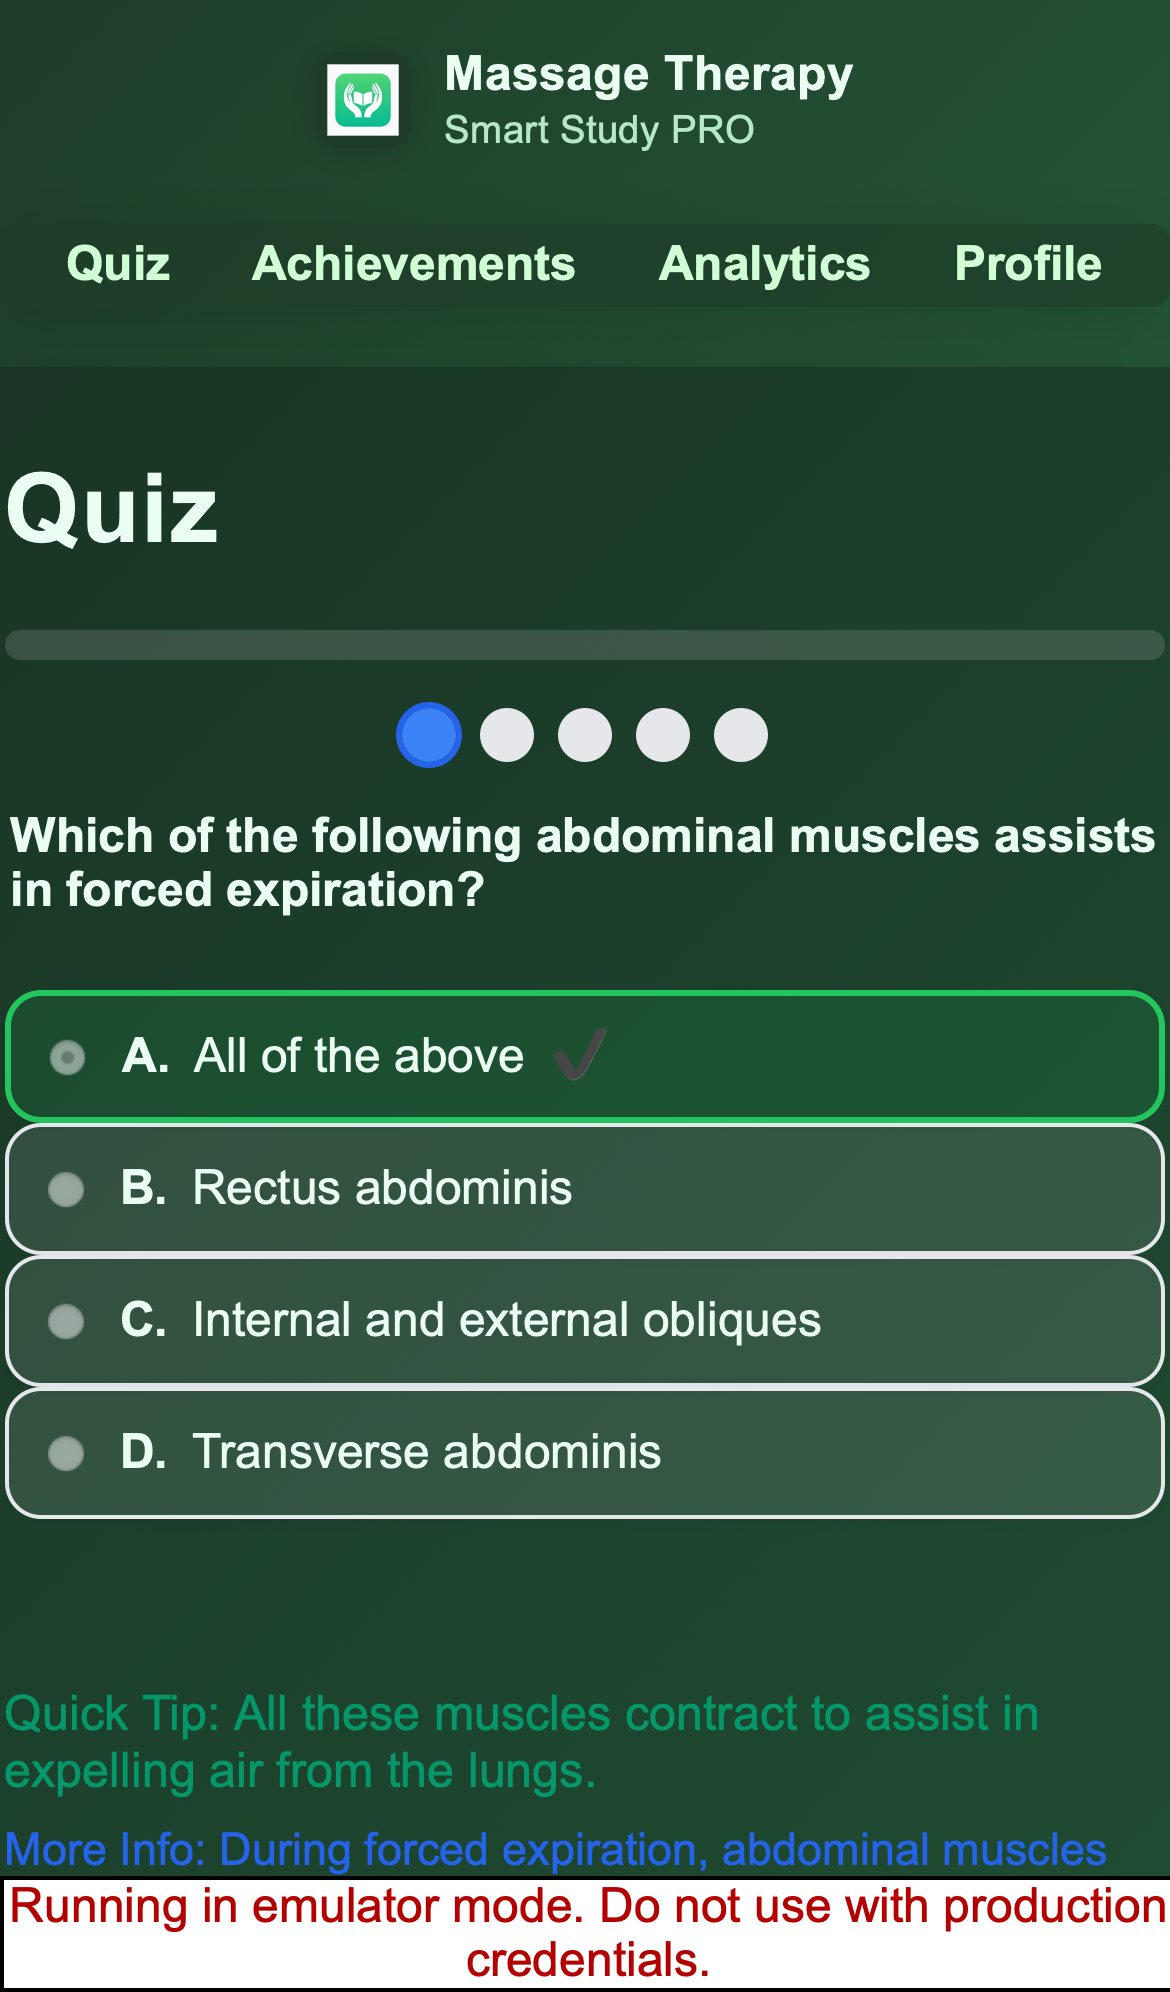 Massage Therapy
Smart Study PRO
Quiz Achievements Analytics Profile
Quiz
Which of the following abdominal muscles assists
in forced expiration?
A. All of the above ✔
B. Rectus abdominis
C. Internal and external obliques
D. Transverse abdominis
Quick Tip: All these muscles contract to assist in
expelling air from the lungs.
More Info: During forced expiration, abdominal muscles
Running in emulator mode. Do not use with production
credentials.